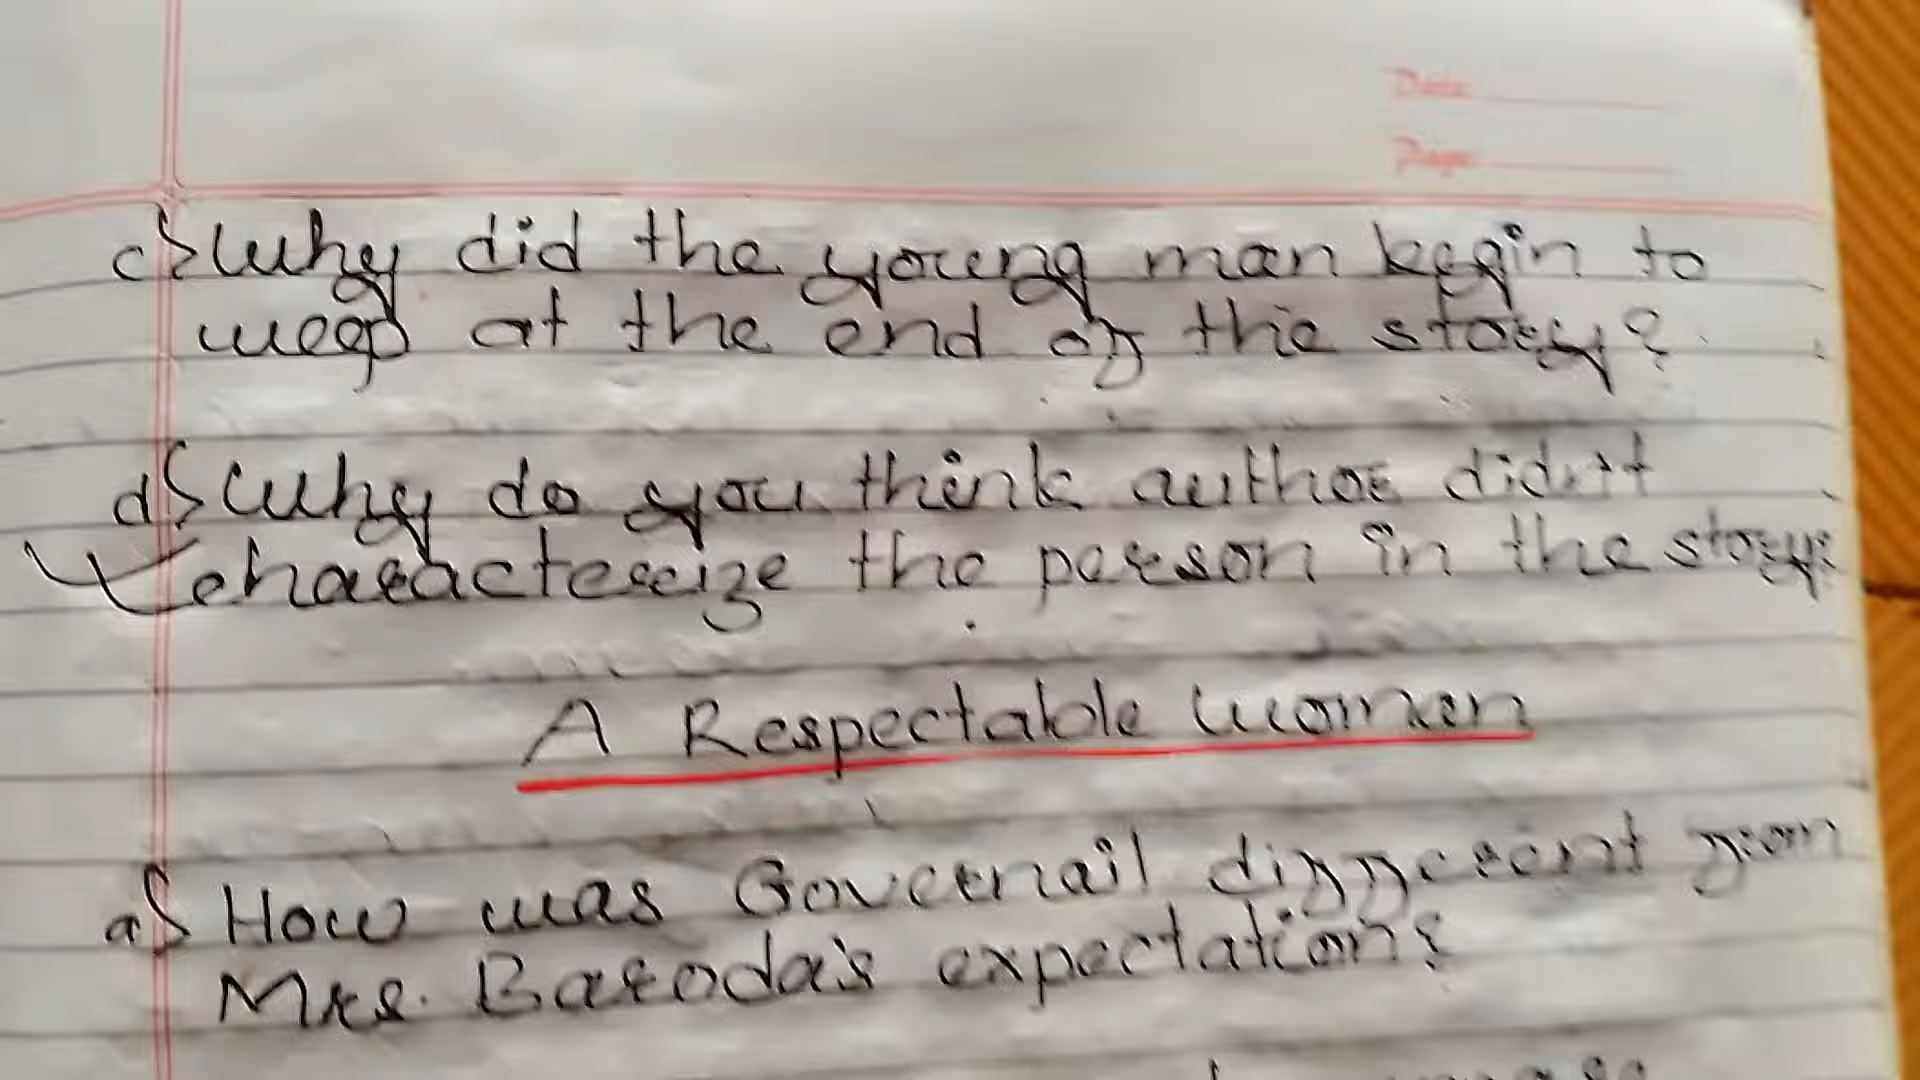 Date
Page
c) Why did the young man begin to
weep at the end of the story?
d) Why do you think author didn't
characterize the person in the story?
A Respectable Woman
a) How was Gouvernail different from
Mrs. Baroda's expectation?